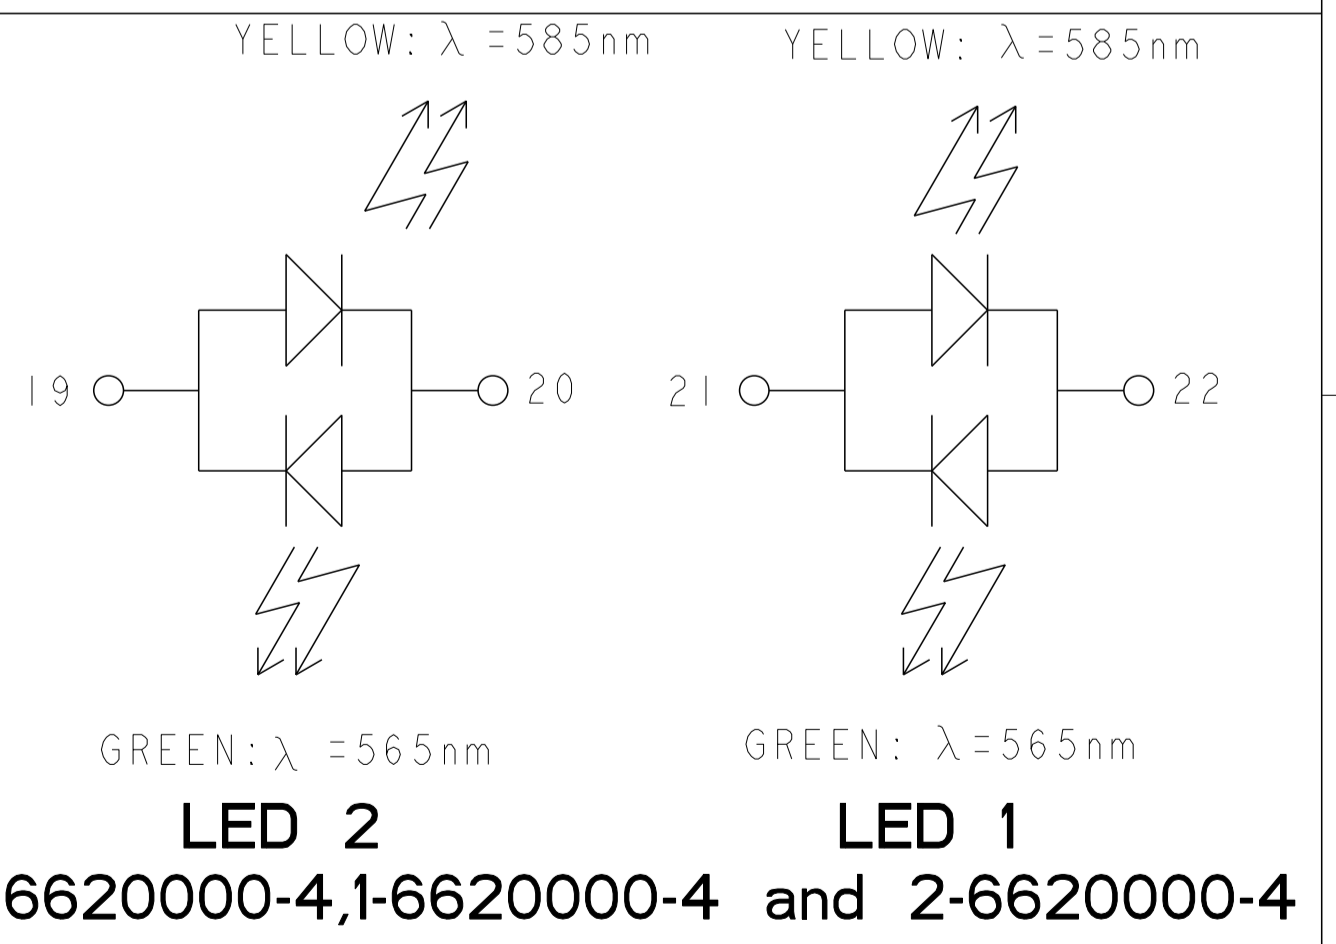 YELLOW: λ =585nm
YELLOW: λ=585nm
19
20
21
22
GREEN: λ =565nm
GREEN: λ=565nm
LED 2
LED 1
6620000-4,1-6620000-4 and 2-6620000-4